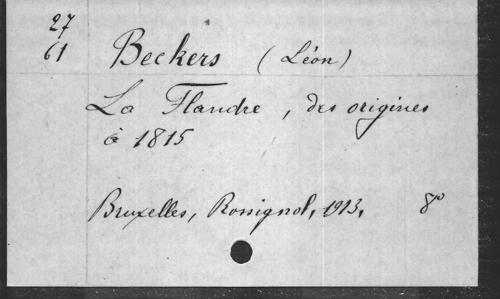 27
61 Beckers (Léon)
La Flandre, des origines
à 1815
Bruxelles, Rossignol, 1913, 8°